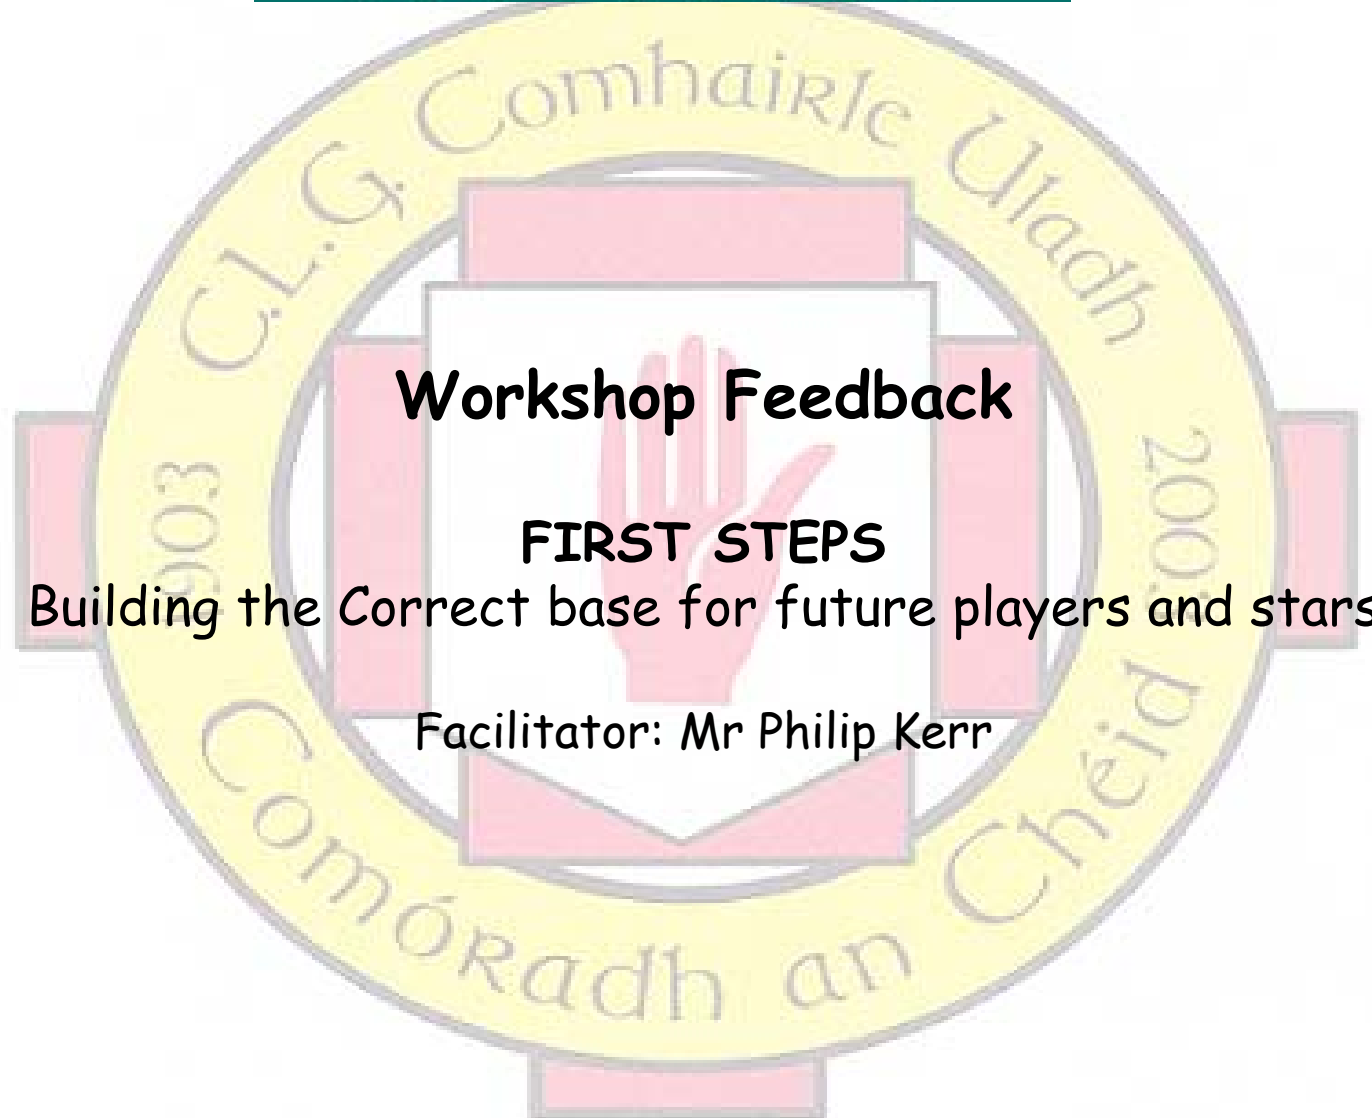 C.L.G. Comhairle Uladh
1903
Workshop Feedback
FIRST STEPS
Building the Correct base for future players and stars
Facilitator: Mr Philip Kerr
Comóradh an Chéid